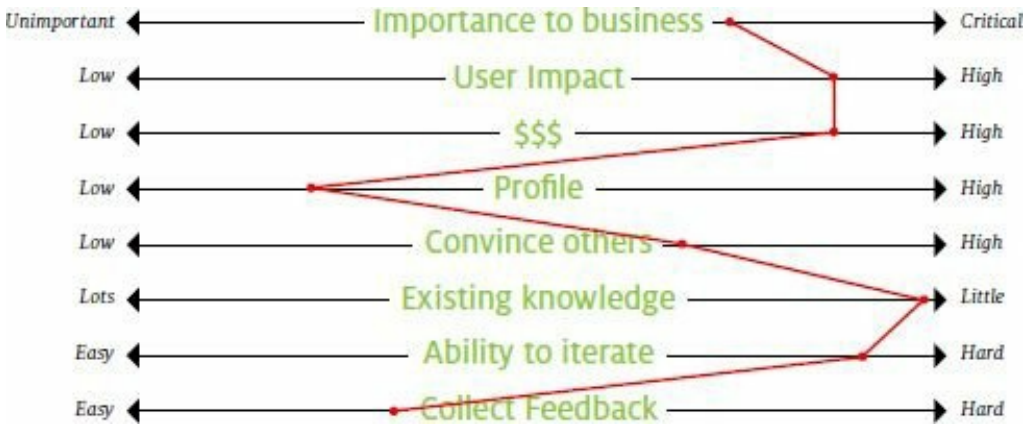 Unimportant Importance to business Critical
Low User Impact High
Low $$$ High
Low Profile High
Low Convince others High
Lots Existing knowledge Little
Easy Ability to iterate Hard
Easy Collect Feedback Hard